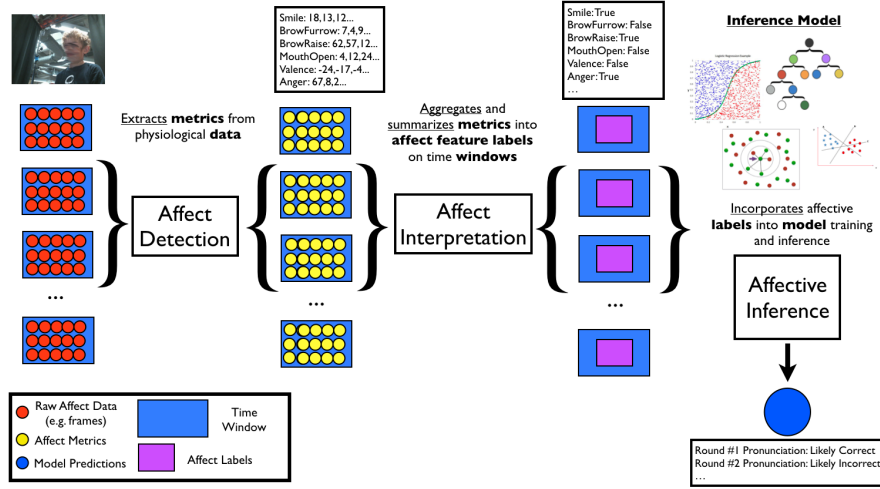 Smile: 18,13,12...
BrowFurrow: 7,4,9...
BrowRaise: 62,57,12...
MouthOpen: 4,12,24...
Valence: -24,-17,-4...
Anger: 67,8,2...
Smile: True
BrowFurrow: False
BrowRaise: True
MouthOpen: False
Valence: False
Anger: True
...
Inference Model
Extracts metrics from
physiological data
Aggregates and
summarizes metrics into
affect feature labels
on time windows
Affect
Detection
Affect
Interpretation
Incorporates affective
labels into model training
and inference
Affective
Inference
...
...
...
Raw Affect Data
(e.g. frames)
Affect Metrics
Model Predictions
Time
Window
Affect Labels
Round #1 Pronunciation: Likely Correct
Round #2 Pronunciation: Likely Incorrect
...